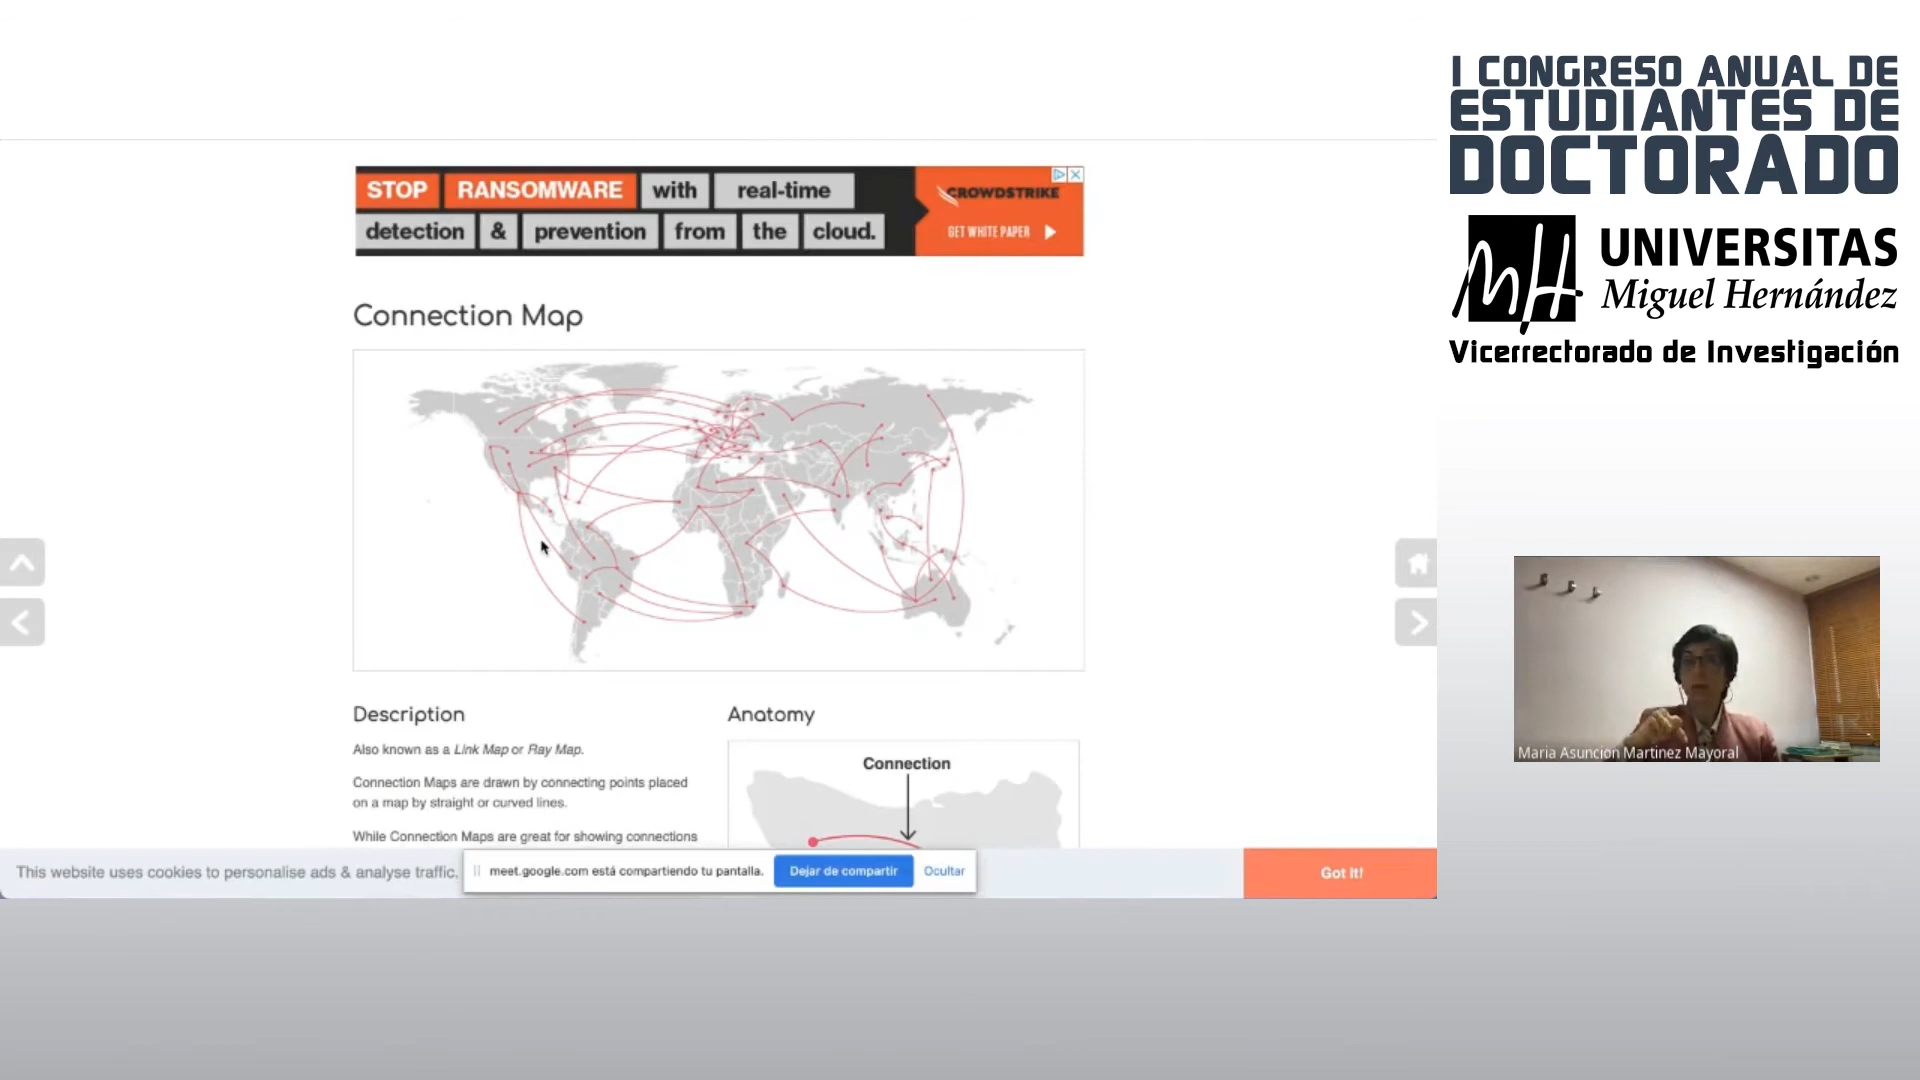 I CONGRESO ANUAL DE
ESTUDIANTES DE
DOCTORADO
UNIVERSITAS
Miguel Hernández
Vicerrectorado de Investigación
STOP RANSOMWARE with real-time
detection & prevention from the cloud.
CROWDSTRIKE
GET WHITE PAPER
Connection Map
Description
Also known as a Link Map or Ray Map.
Connection Maps are drawn by connecting points placed
on a map by straight or curved lines.
While Connection Maps are great for showing connections
Anatomy
Connection
This website uses cookies to personalise ads & analyse traffic.
meet.google.com está compartiendo tu pantalla.
Dejar de compartir
Ocultar
Got It!
Maria Asuncion Martinez Mayoral